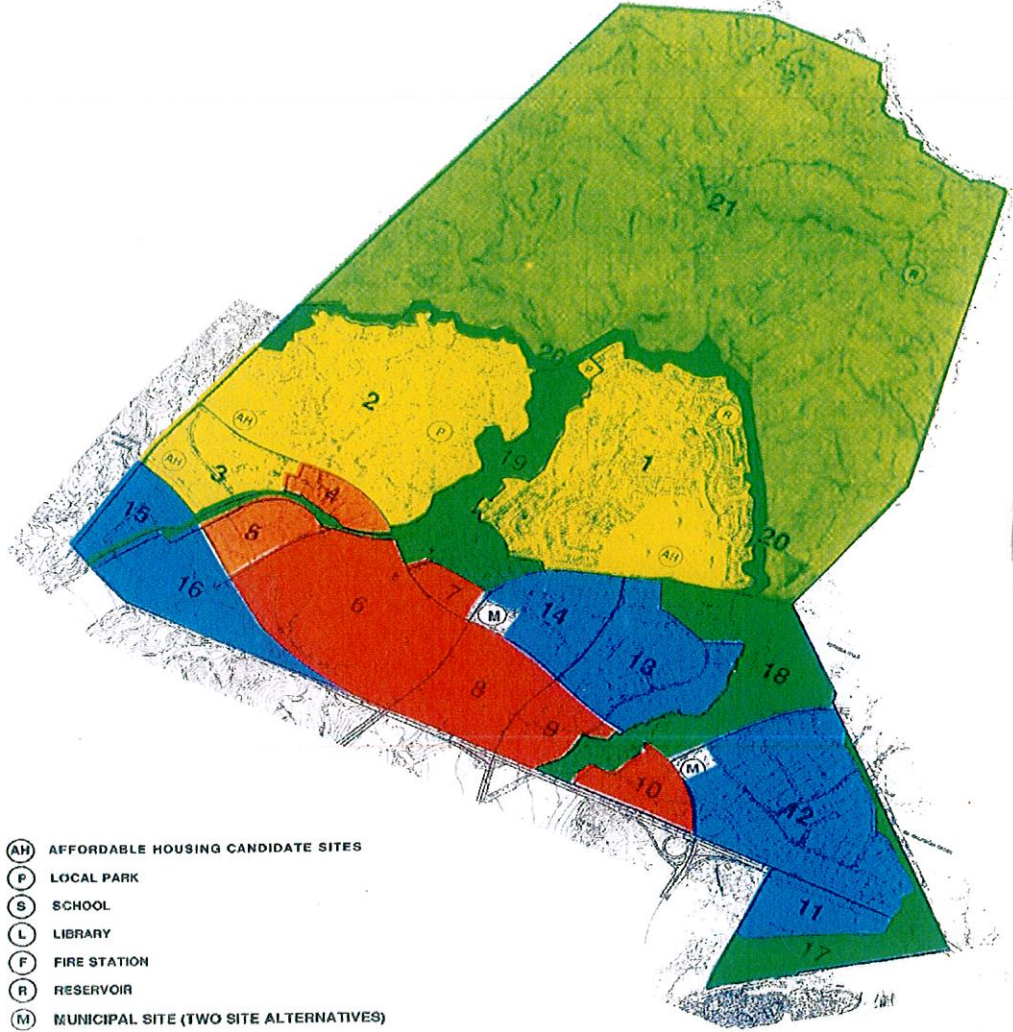 21
R
20
2
AH
P
R
1
19
AH
3
4
15
5
20
AH
16
6
7
M
14
13
18
8
9
M
10
12
11
17
AH AFFORDABLE HOUSING CANDIDATE SITES
P LOCAL PARK
S SCHOOL
L LIBRARY
F FIRE STATION
R RESERVOIR
M MUNICIPAL SITE (TWO SITE ALTERNATIVES)